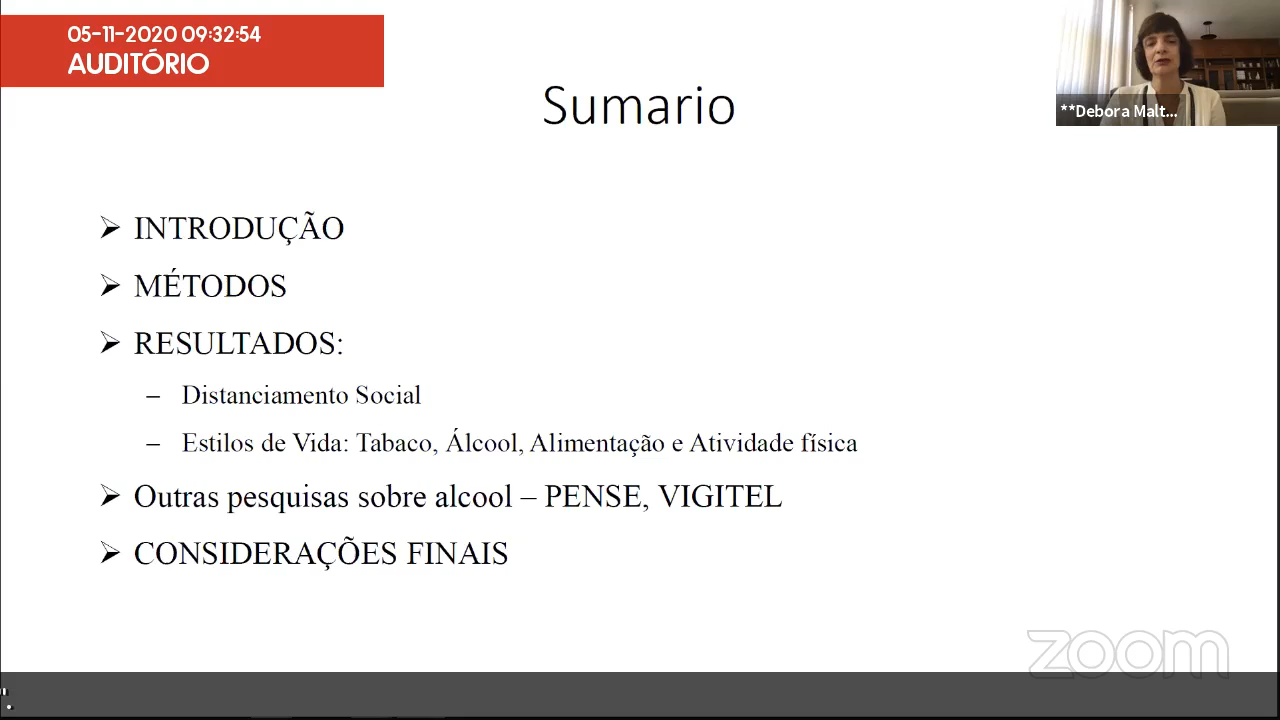 05-11-2020 09:32:54
AUDITÓRIO
**Debora Malt...
Sumario
INTRODUÇÃO
MÉTODOS
RESULTADOS:
– Distanciamento Social
– Estilos de Vida: Tabaco, Álcool, Alimentação e Atividade física
Outras pesquisas sobre alcool – PENSE, VIGITEL
CONSIDERAÇÕES FINAIS
zoom